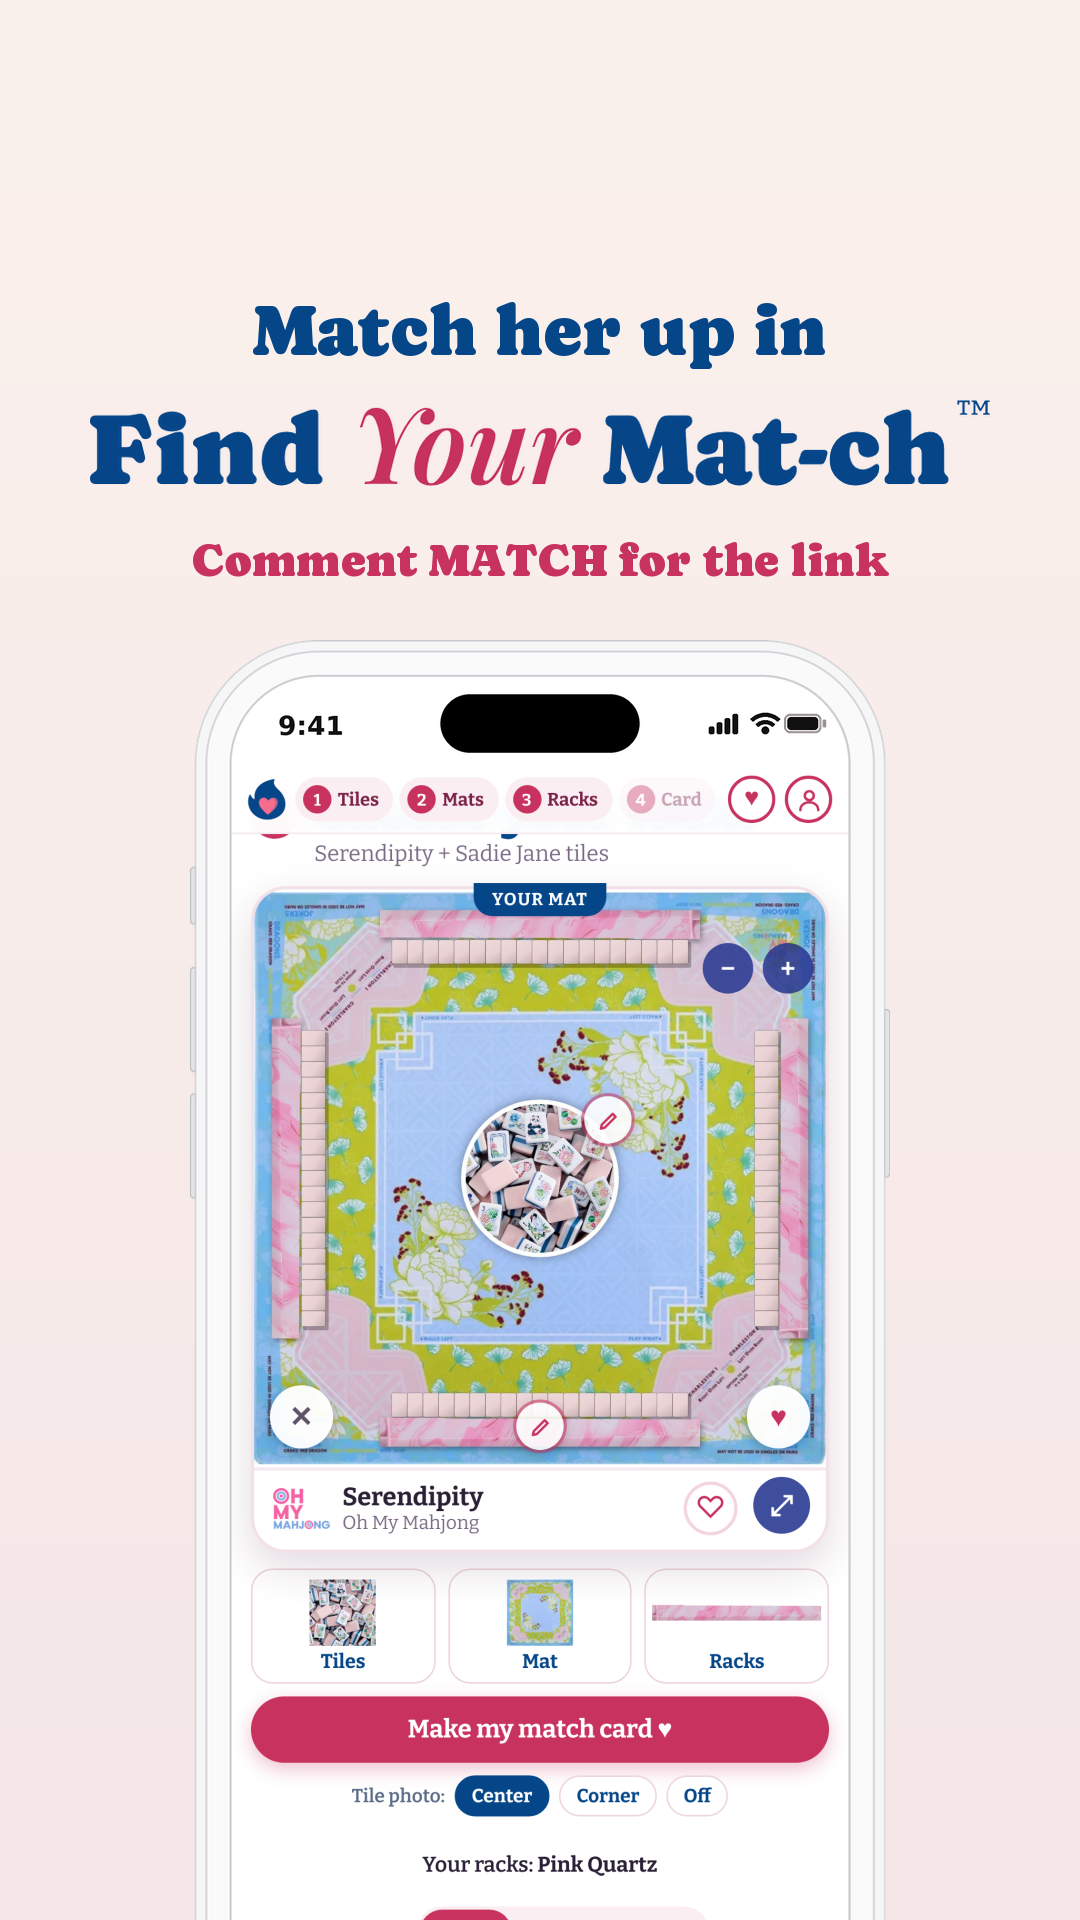 Match her up in
Find Your Mat-ch™
Comment MATCH for the link
9:41
1 Tiles
2 Mats
3 Racks
4 Card
Serendipity + Sadie Jane tiles
YOUR MAT
OH MY MAHJONG
Serendipity
Oh My Mahjong
Tiles
Mat
Racks
Make my match card ♥
Tile photo: Center Corner Off
Your racks: Pink Quartz